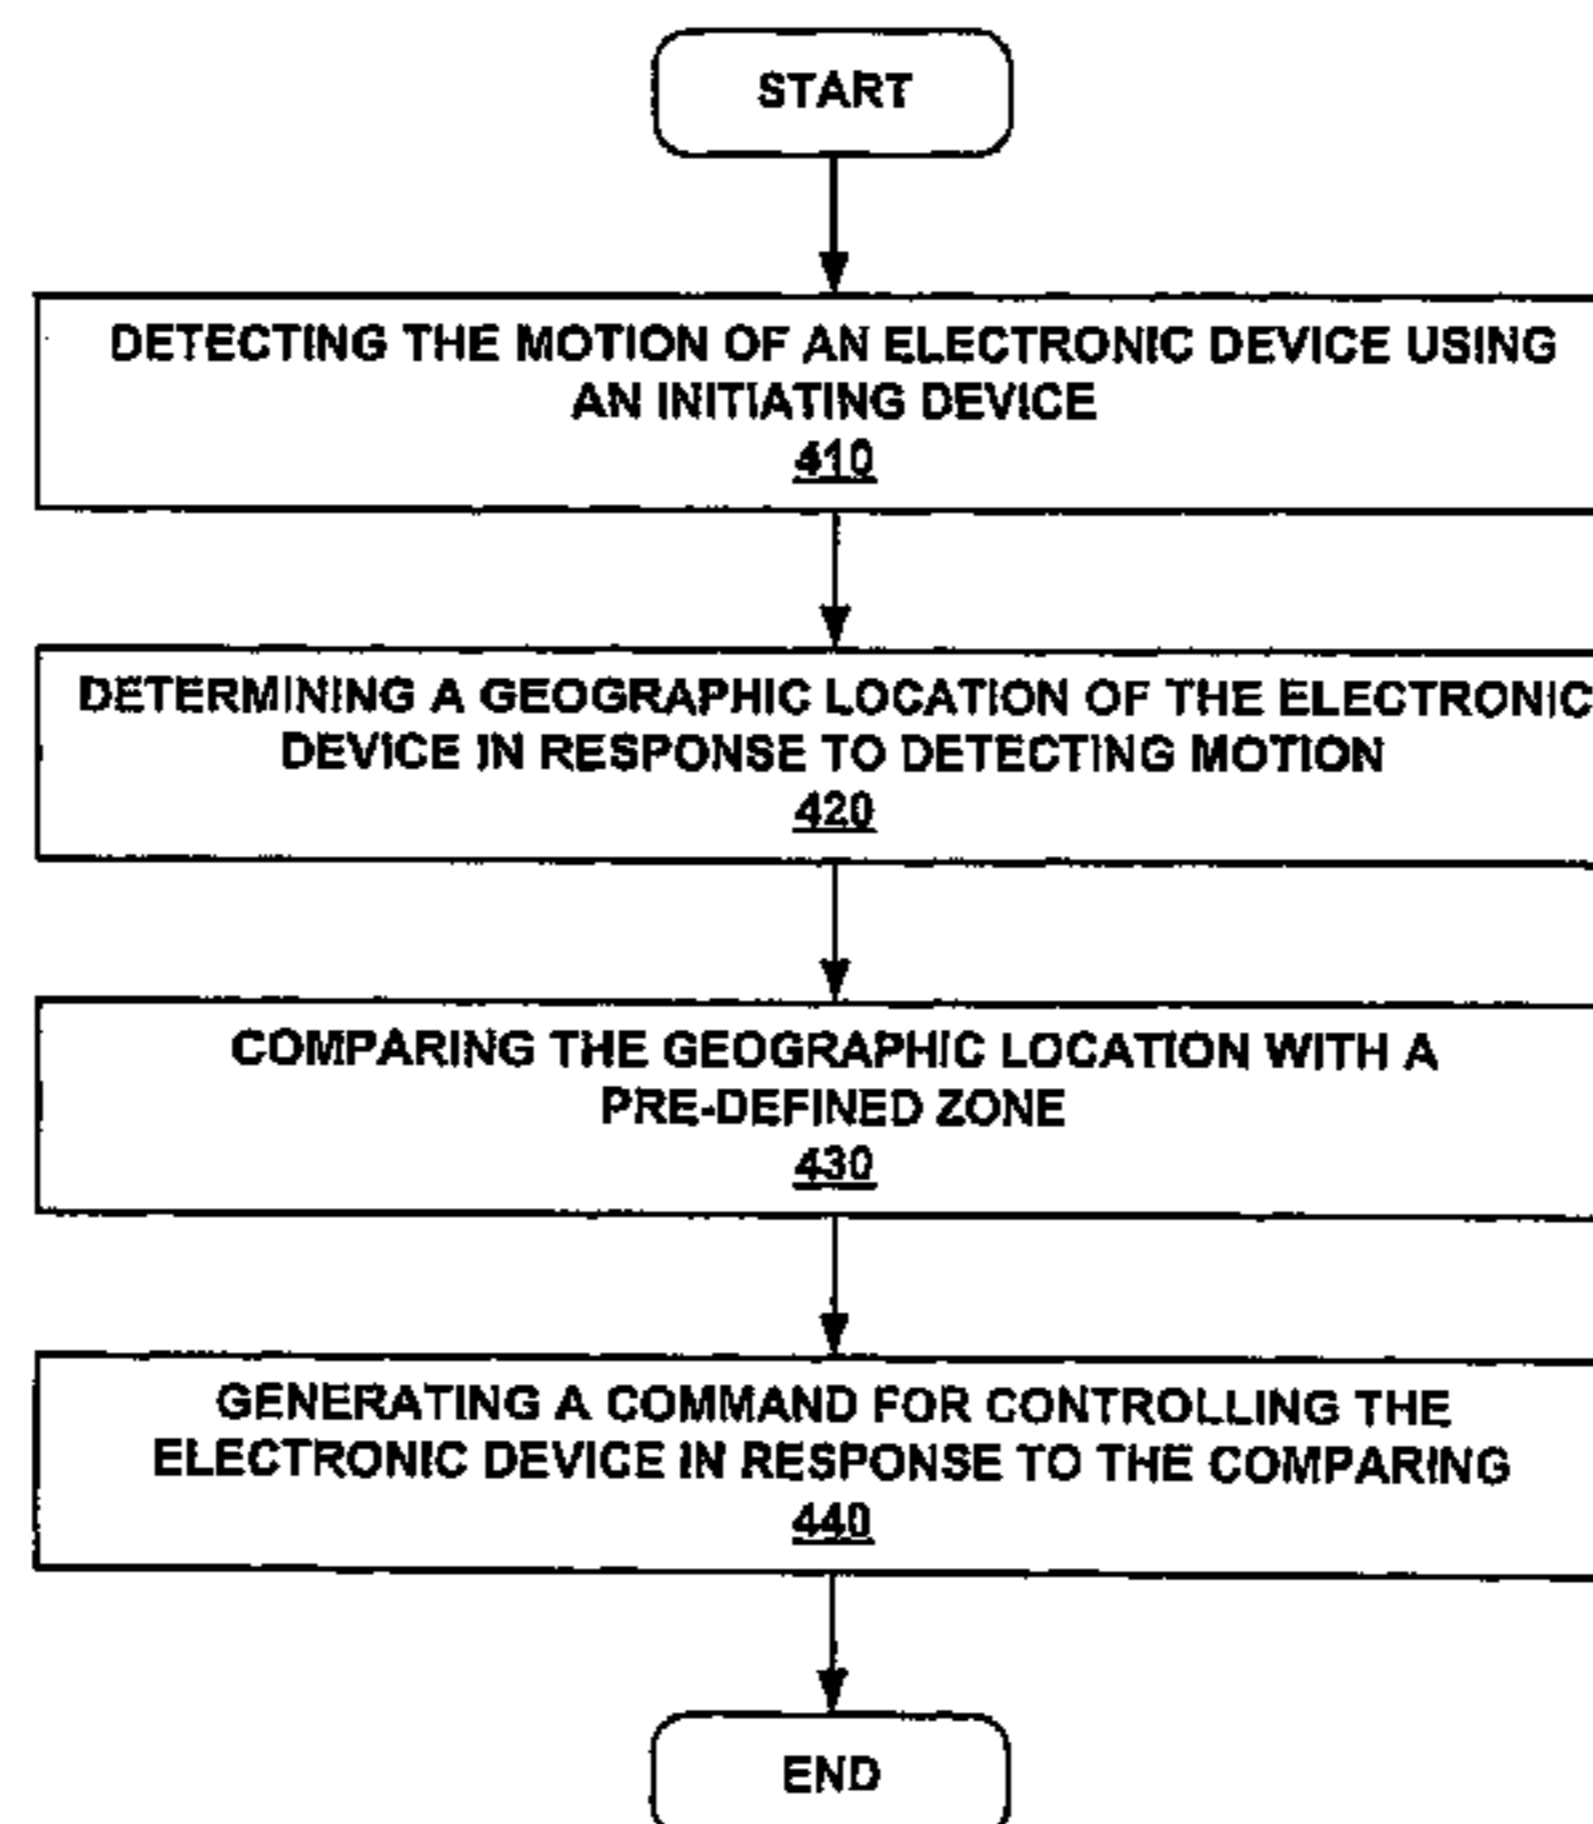 START
DETECTING THE MOTION OF AN ELECTRONIC DEVICE USING
AN INITIATING DEVICE
410
DETERMINING A GEOGRAPHIC LOCATION OF THE ELECTRONIC
DEVICE IN RESPONSE TO DETECTING MOTION
420
COMPARING THE GEOGRAPHIC LOCATION WITH A
PRE-DEFINED ZONE
430
GENERATING A COMMAND FOR CONTROLLING THE
ELECTRONIC DEVICE IN RESPONSE TO THE COMPARING
440
END